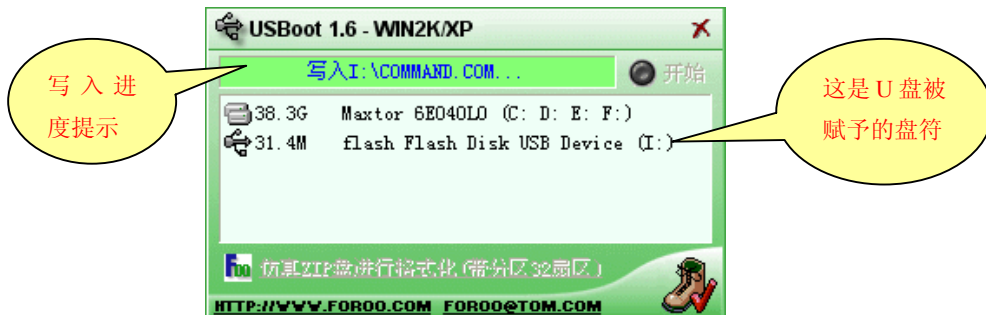 USBoot 1.6 - WIN2K/XP
写入进
度提示
写入I:\COMMAND.COM...
开始
38.3G Maxtor 6E040L0 (C: D: E: F:)
31.4M flash Flash Disk USB Device (I:)
这是 U 盘被
赋予的盘符
Foo 仿真ZIP盘进行格式化(带分区32扇区)
HTTP://WWW.FOROO.COM FOROO@TOM.COM